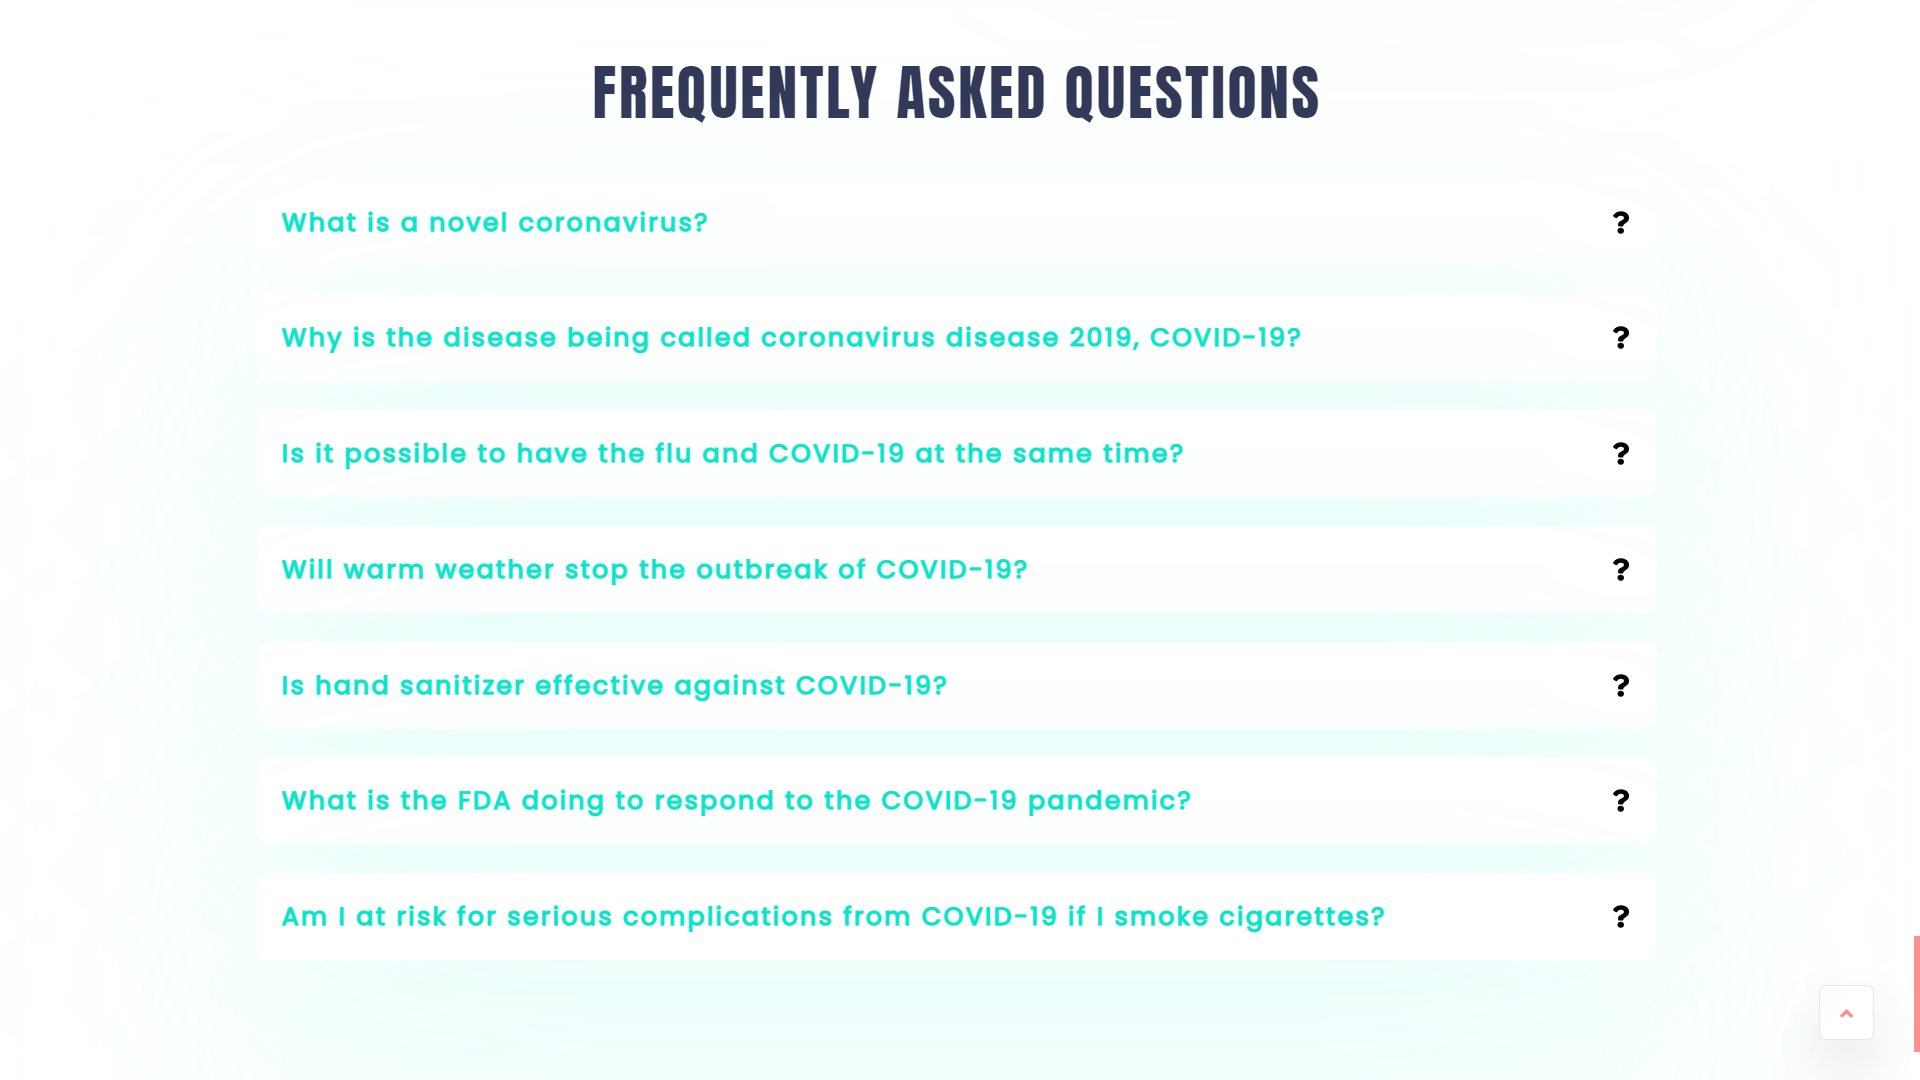 FREQUENTLY ASKED QUESTIONS
What is a novel coronavirus? ?
Why is the disease being called coronavirus disease 2019, COVID-19? ?
Is it possible to have the flu and COVID-19 at the same time? ?
Will warm weather stop the outbreak of COVID-19? ?
Is hand sanitizer effective against COVID-19? ?
What is the FDA doing to respond to the COVID-19 pandemic? ?
Am I at risk for serious complications from COVID-19 if I smoke cigarettes? ?